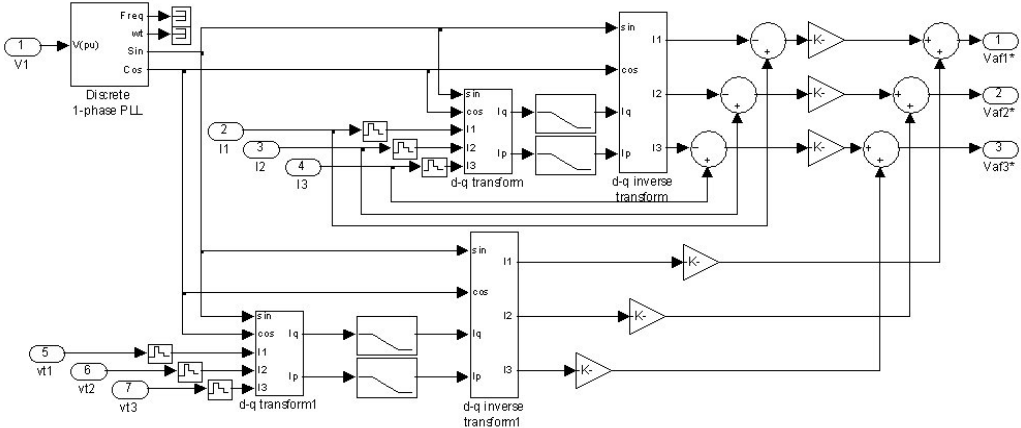 1
V1
V(pu)
Freq
wt
Sin
Cos
Discrete
1-phase PLL
2
I1
3
I2
4
I3
sin
cos
I1
I2
I3
Iq
Ip
d-q transform
sin
cos
Iq
Ip
I1
I2
I3
d-q inverse
transform
-
+
-
+
-
+
K-
K-
K-
+
+
+
+
+
+
1
Vaf1*
2
Vaf2*
3
Vaf3*
5
vt1
6
vt2
7
vt3
sin
cos
I1
I2
I3
Iq
Ip
d-q transform1
sin
cos
Iq
Ip
I1
I2
I3
d-q inverse
transform1
K-
K-
K-